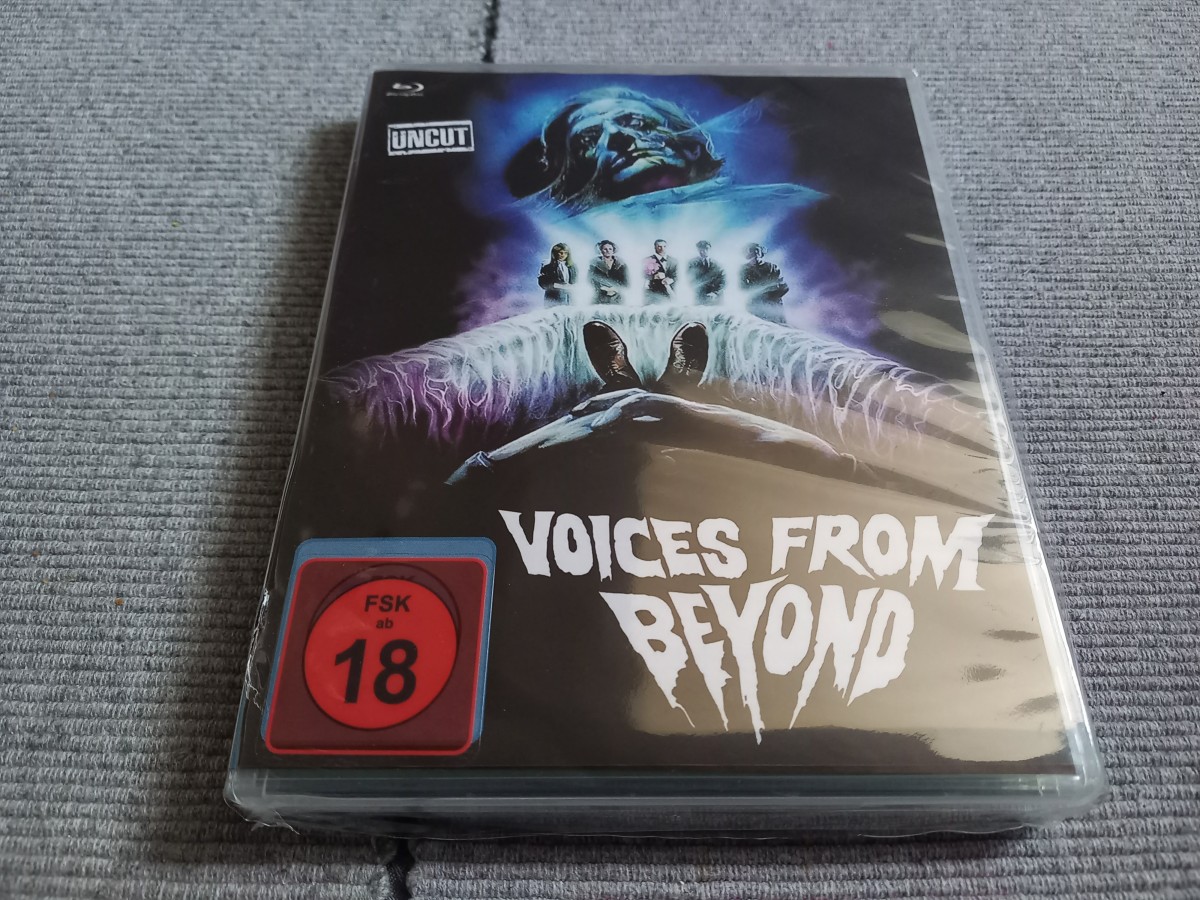 UNCUT
VOICES FROM
BEYOND
FSK
ab
18